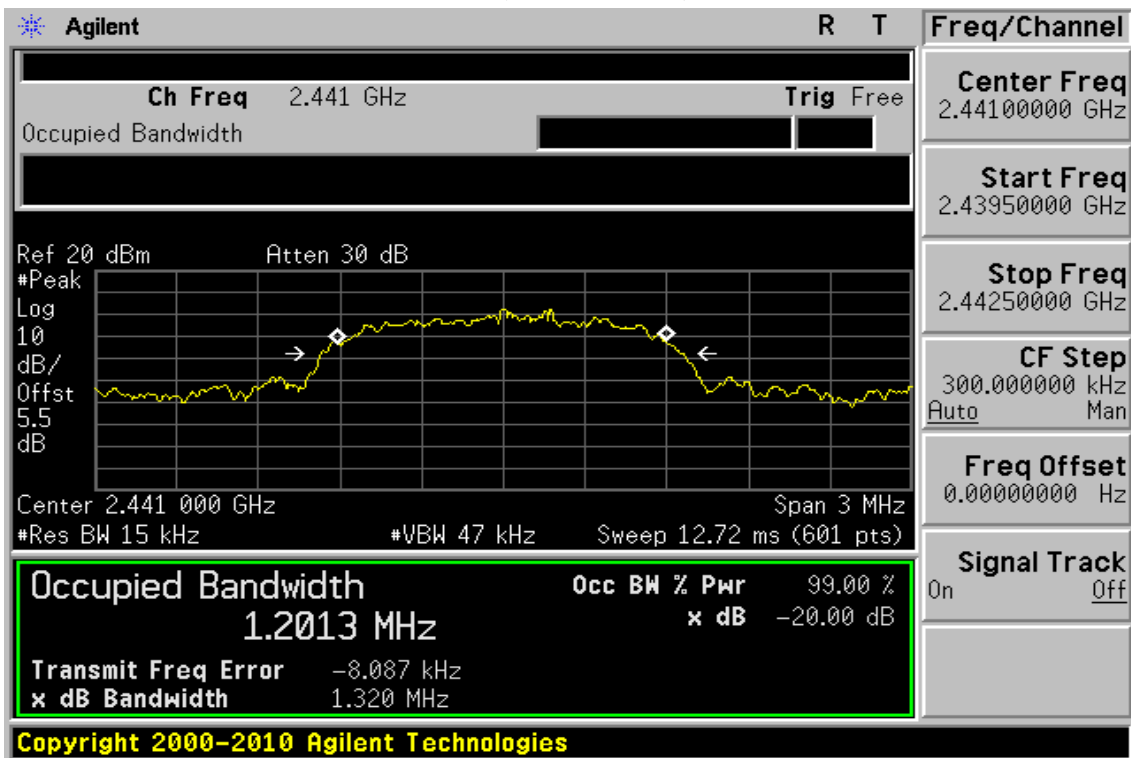 Agilent R T
Ch Freq 2.441 GHz Trig Free
Occupied Bandwidth
Ref 20 dBm Atten 30 dB
#Peak
Log
10
dB/
Offst
5.5
dB
Center 2.441 000 GHz Span 3 MHz
#Res BW 15 kHz #VBW 47 kHz Sweep 12.72 ms (601 pts)
Occupied Bandwidth
1.2013 MHz
Occ BW % Pwr 99.00 %
x dB -20.00 dB
Transmit Freq Error -8.087 kHz
x dB Bandwidth 1.320 MHz
Copyright 2000-2010 Agilent Technologies
Freq/Channel
Center Freq
2.44100000 GHz
Start Freq
2.43950000 GHz
Stop Freq
2.44250000 GHz
CF Step
300.000000 kHz
Auto Man
Freq Offset
0.00000000 Hz
Signal Track
On Off